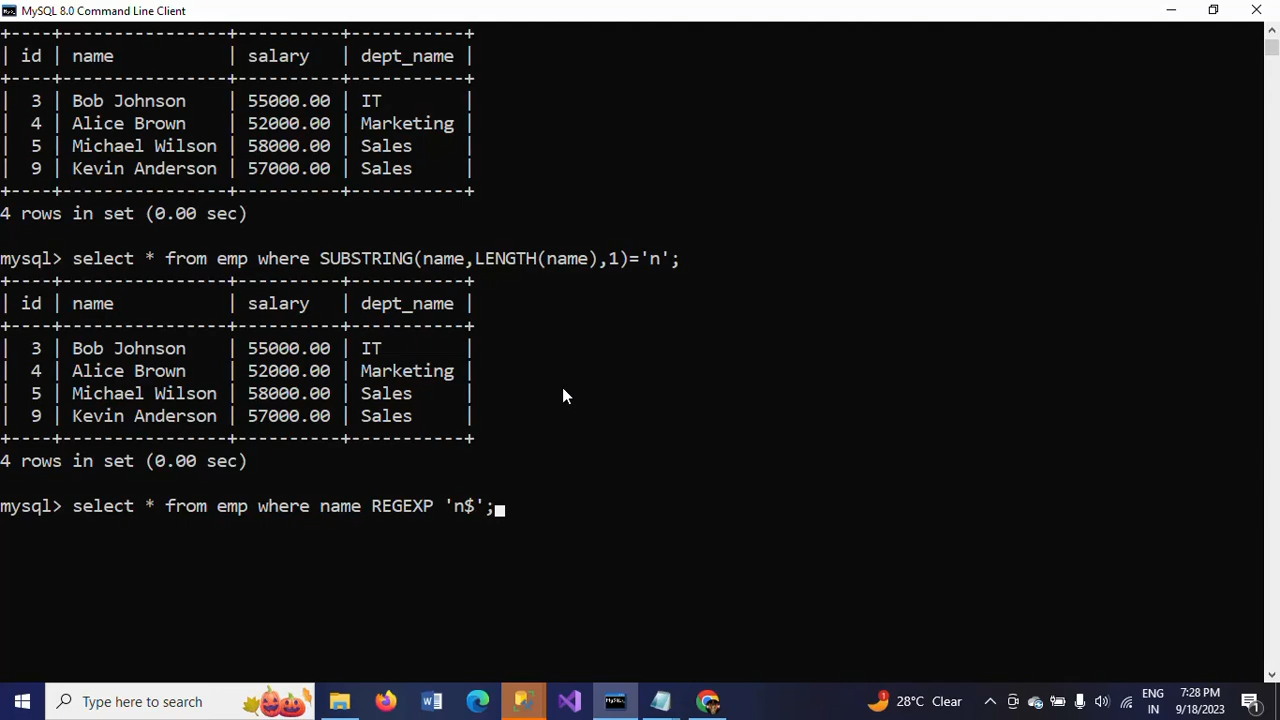 MySQL 8.0 Command Line Client
+----+----------------+----------+-----------+
| id | name           | salary   | dept_name |
+----+----------------+----------+-----------+
|  3 | Bob Johnson    | 55000.00 | IT        |
|  4 | Alice Brown    | 52000.00 | Marketing |
|  5 | Michael Wilson | 58000.00 | Sales     |
|  9 | Kevin Anderson | 57000.00 | Sales     |
+----+----------------+----------+-----------+
4 rows in set (0.00 sec)
mysql> select * from emp where SUBSTRING(name,LENGTH(name),1)='n';
+----+----------------+----------+-----------+
| id | name           | salary   | dept_name |
+----+----------------+----------+-----------+
|  3 | Bob Johnson    | 55000.00 | IT        |
|  4 | Alice Brown    | 52000.00 | Marketing |
|  5 | Michael Wilson | 58000.00 | Sales     |
|  9 | Kevin Anderson | 57000.00 | Sales     |
+----+----------------+----------+-----------+
4 rows in set (0.00 sec)
mysql> select * from emp where name REGEXP 'n$';
Type here to search
28°C Clear
ENG
IN
7:28 PM
9/18/2023
1